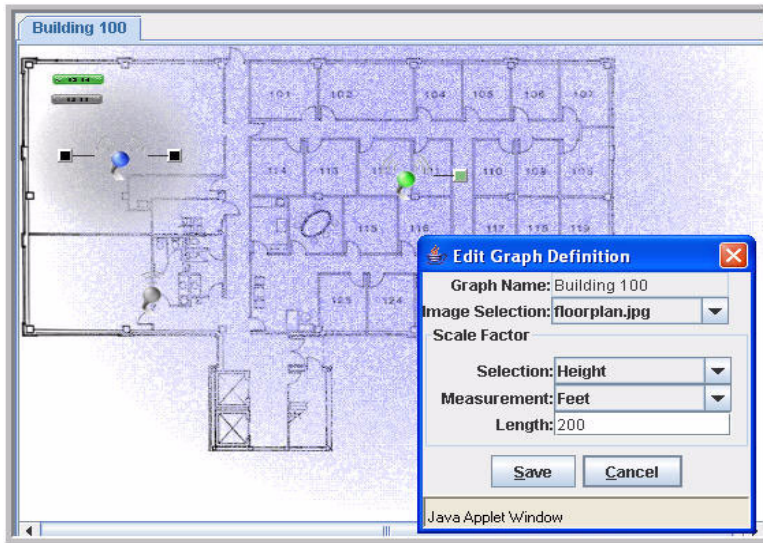 Building 100
101
102
104
105
106
107
114
113
110
115
116
117
118
119
123
124
Edit Graph Definition
Graph Name: Building 100
Image Selection: floorplan.jpg
Scale Factor
Selection: Height
Measurement: Feet
Length: 200
Save
Cancel
Java Applet Window